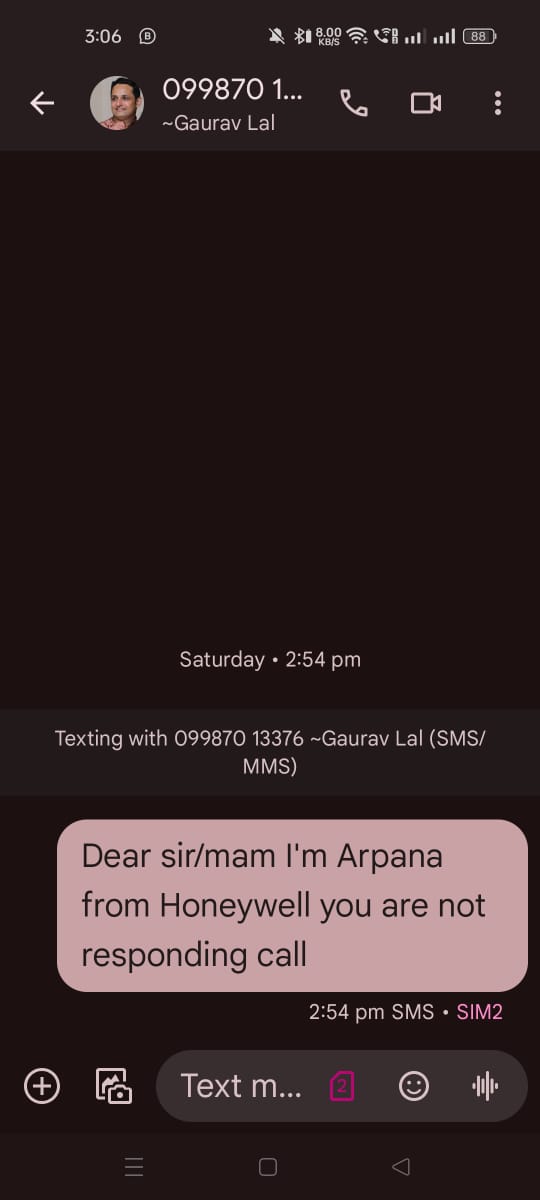 3:06
8.00
KB/S
88
099870 1...
~Gaurav Lal
Saturday • 2:54 pm
Texting with 099870 13376 ~Gaurav Lal (SMS/
MMS)
Dear sir/mam I'm Arpana
from Honeywell you are not
responding call
2:54 pm SMS • SIM2
Text m... 2